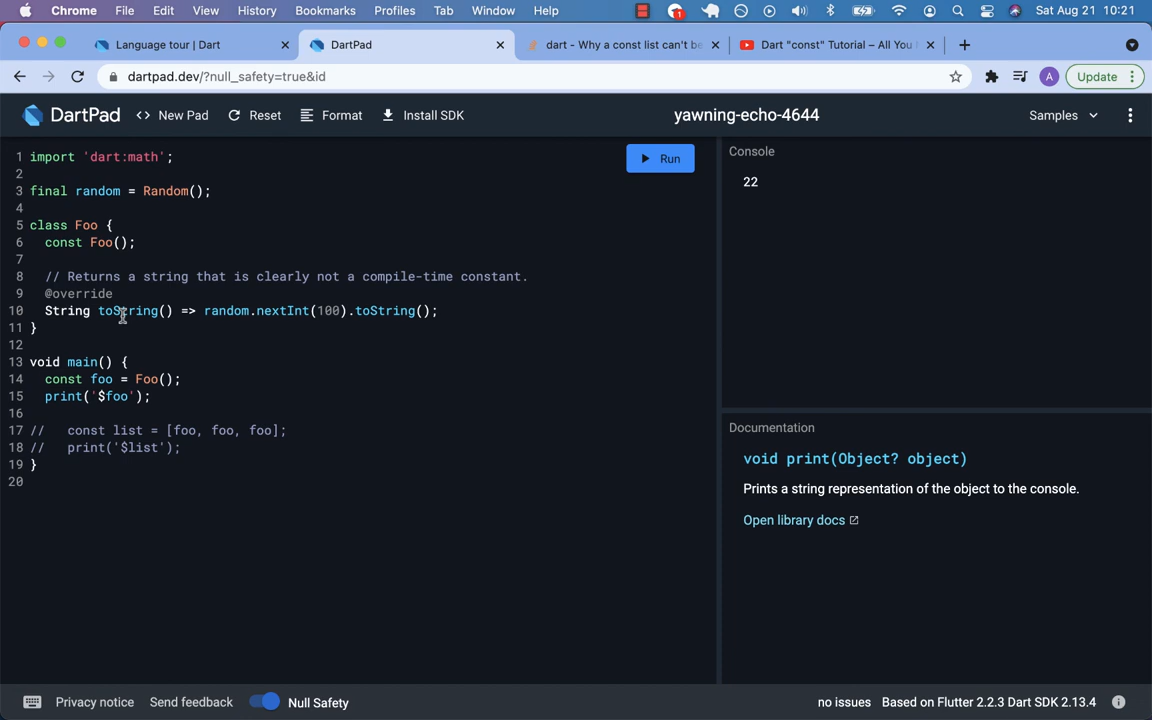 Chrome File Edit View History Bookmarks Profiles Tab Window Help 1 Sat Aug 21 10:21
Language tour | Dart DartPad dart - Why a const list can't be Dart "const" Tutorial – All You
dartpad.dev/?null_safety=true&id A Update
DartPad <> New Pad Reset Format Install SDK yawning-echo-4644 Samples
Run
1 import 'dart:math';
2
3 final random = Random();
4
5 class Foo {
6 const Foo();
7
8 // Returns a string that is clearly not a compile-time constant.
9 @override
10 String toString() => random.nextInt(100).toString();
11 }
12
13 void main() {
14 const foo = Foo();
15 print('$foo');
16
17 // const list = [foo, foo, foo];
18 // print('$list');
19 }
20
Console
22
Documentation
void print(Object? object)
Prints a string representation of the object to the console.
Open library docs
Privacy notice Send feedback Null Safety no issues Based on Flutter 2.2.3 Dart SDK 2.13.4